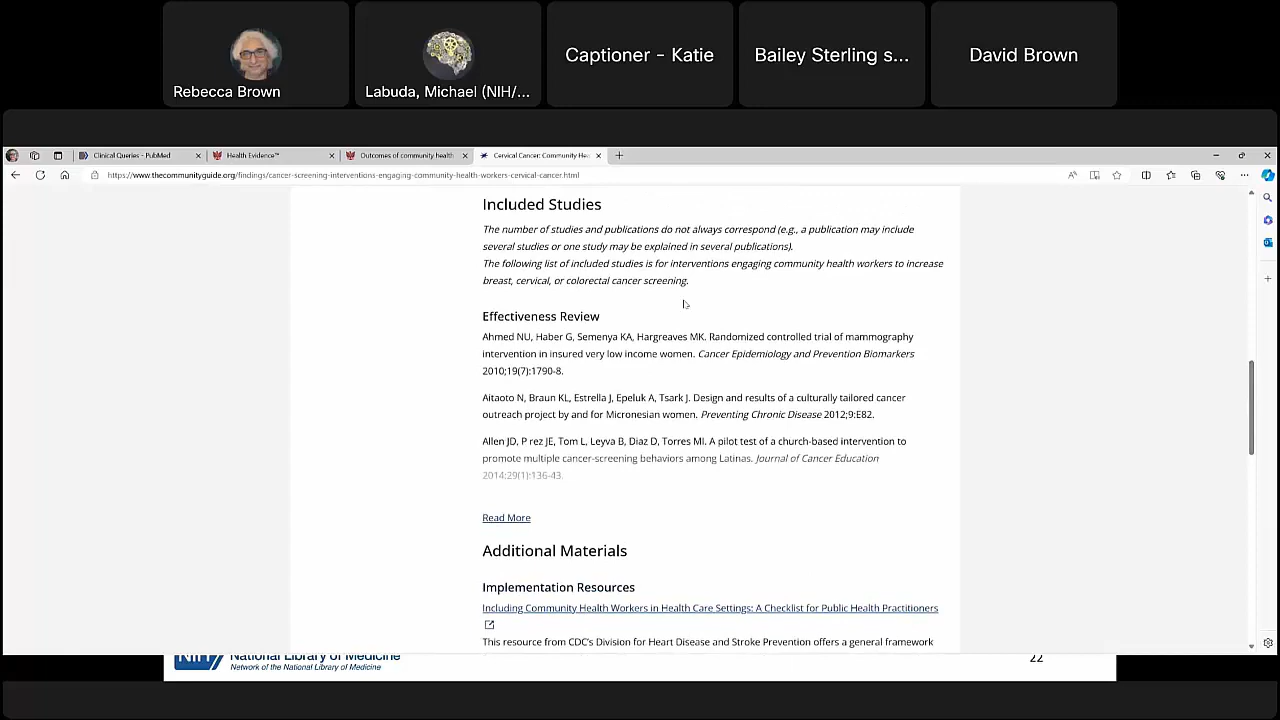 Rebecca Brown
Labuda, Michael (NIH/...
Captioner - Katie
Bailey Sterling s...
David Brown
Clinical Queries - PubMed
Health Evidence™
Outcomes of community health
Cervical Cancer: Community Hea
https://www.thecommunityguide.org/findings/cancer-screening-interventions-engaging-community-health-workers-cervical-cancer.html
Included Studies
The number of studies and publications do not always correspond (e.g., a publication may include
several studies or one study may be explained in several publications).
The following list of included studies is for interventions engaging community health workers to increase
breast, cervical, or colorectal cancer screening.
Effectiveness Review
Ahmed NU, Haber G, Semenya KA, Hargreaves MK. Randomized controlled trial of mammography
intervention in insured very low income women. Cancer Epidemiology and Prevention Biomarkers
2010;19(7):1790-8.
Aitaoto N, Braun KL, Estrella J, Epeluk A, Tsark J. Design and results of a culturally tailored cancer
outreach project by and for Micronesian women. Preventing Chronic Disease 2012;9:E82.
Allen JD, P rez JE, Tom L, Leyva B, Diaz D, Torres MI. A pilot test of a church-based intervention to
promote multiple cancer-screening behaviors among Latinas. Journal of Cancer Education
2014;29(1):136-43.
Read More
Additional Materials
Implementation Resources
Including Community Health Workers in Health Care Settings: A Checklist for Public Health Practitioners
This resource from CDC's Division for Heart Disease and Stroke Prevention offers a general framework
NIH National Library of Medicine
Network of the National Library of Medicine
22